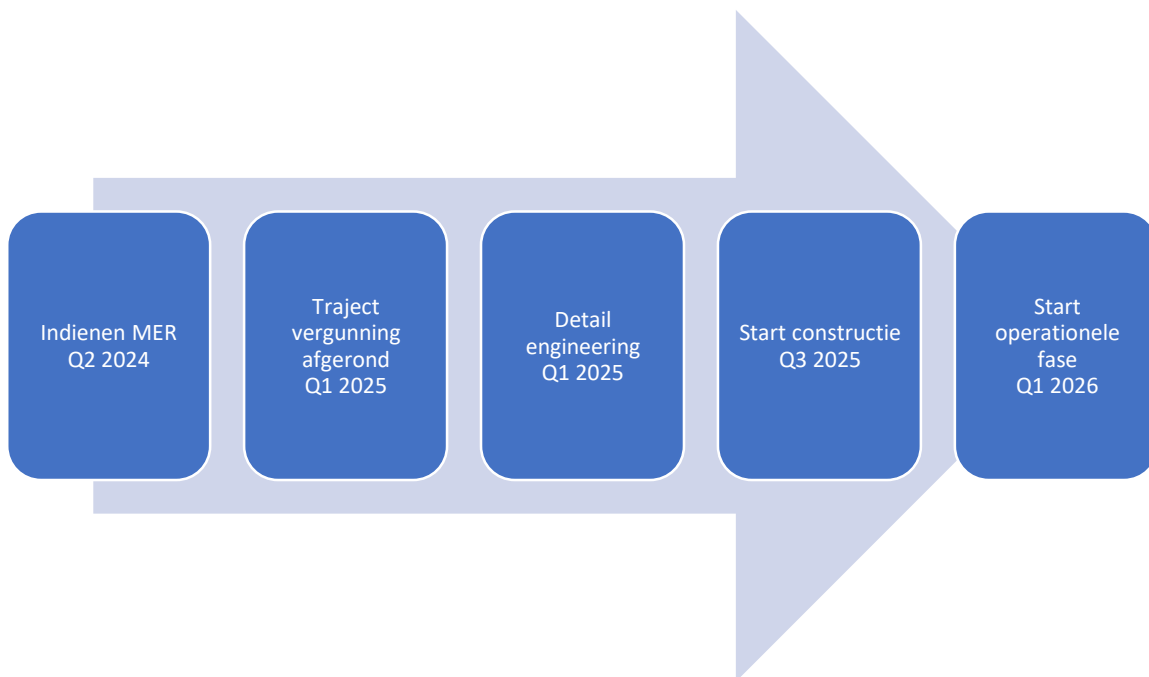 Indienen MER
Q2 2024
Traject
vergunning
afgerond
Q1 2025
Detail
engineering
Q1 2025
Start constructie
Q3 2025
Start
operationele
fase
Q1 2026